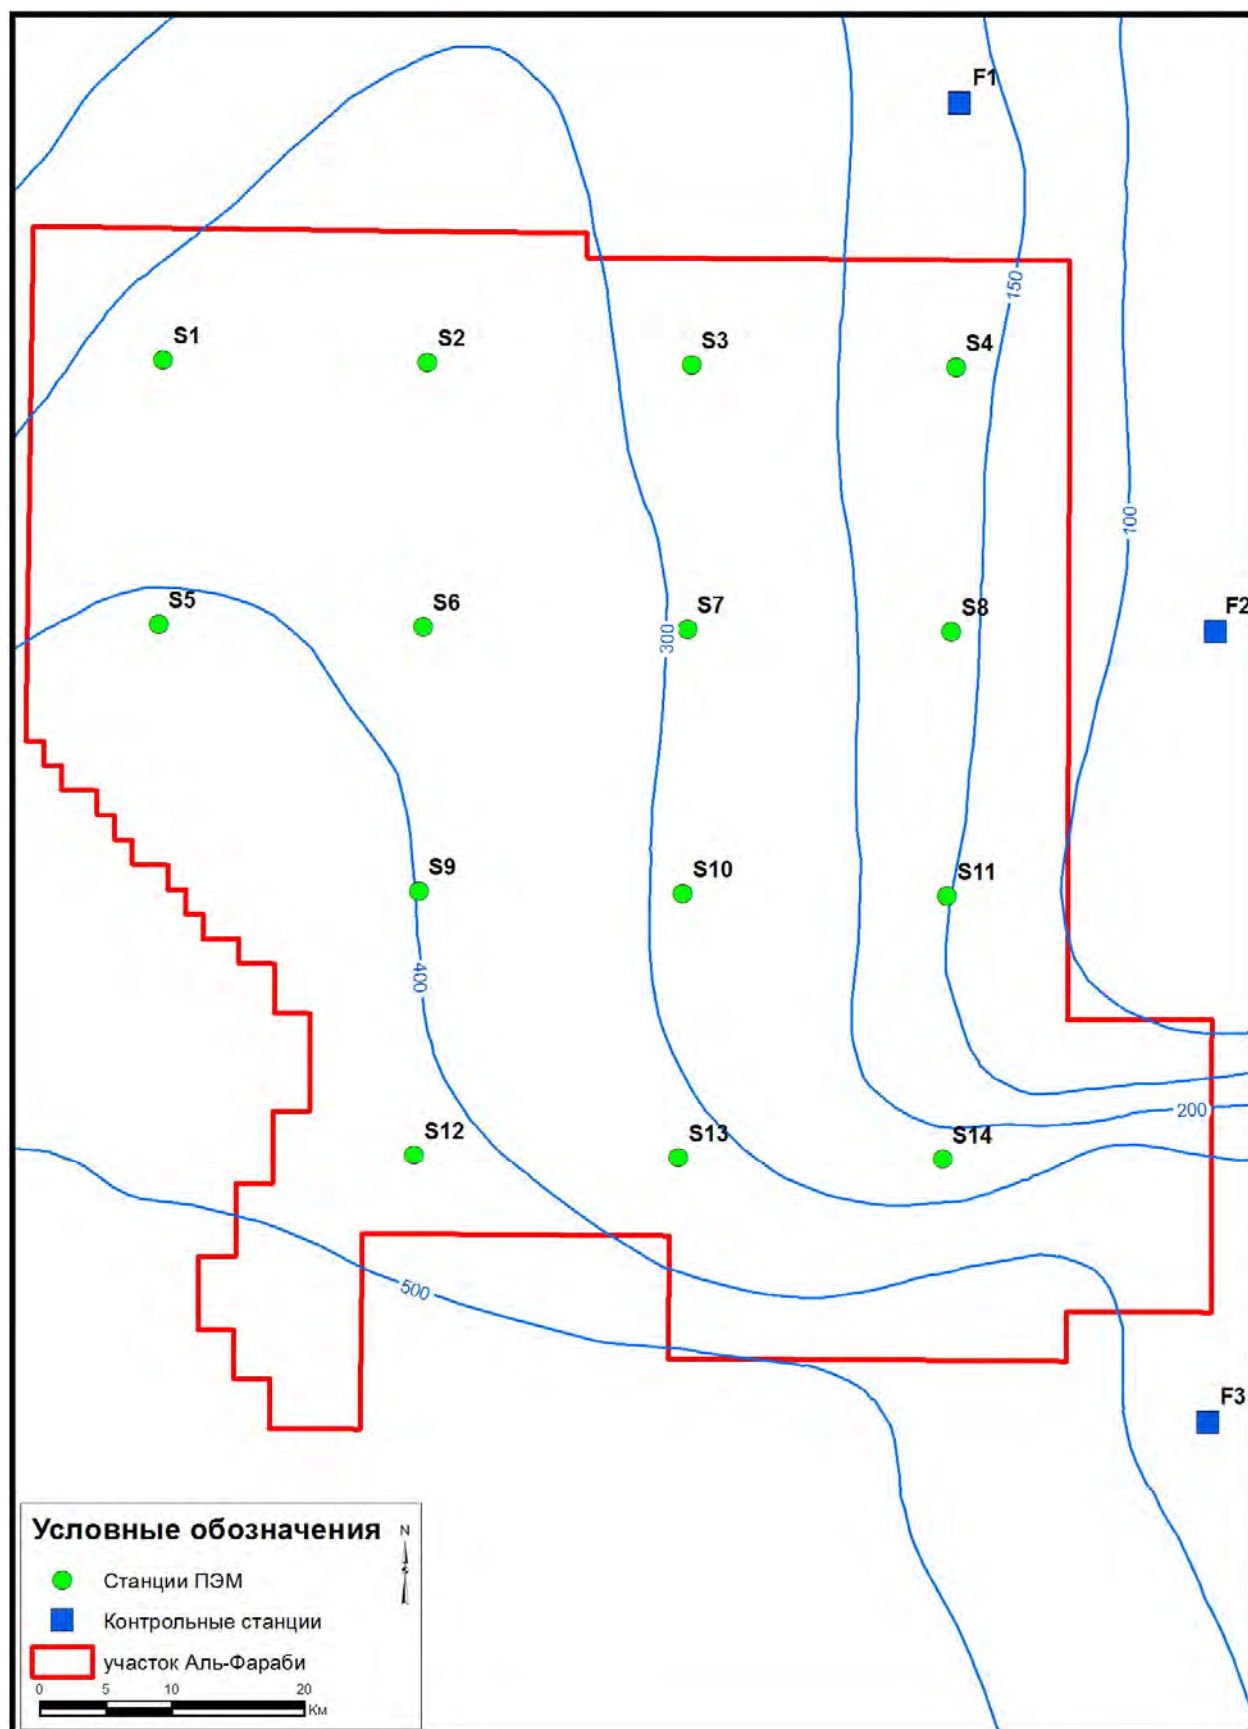 F1
150
S1
S2
S3
S4
100
S5
S6
S7
S8
F2
300
S9
S10
S11
400
200
S12
S13
S14
500
F3
Условные обозначения
N
Станции ПЭМ
Контрольные станции
участок Аль-Фараби
0 5 10 20
Км